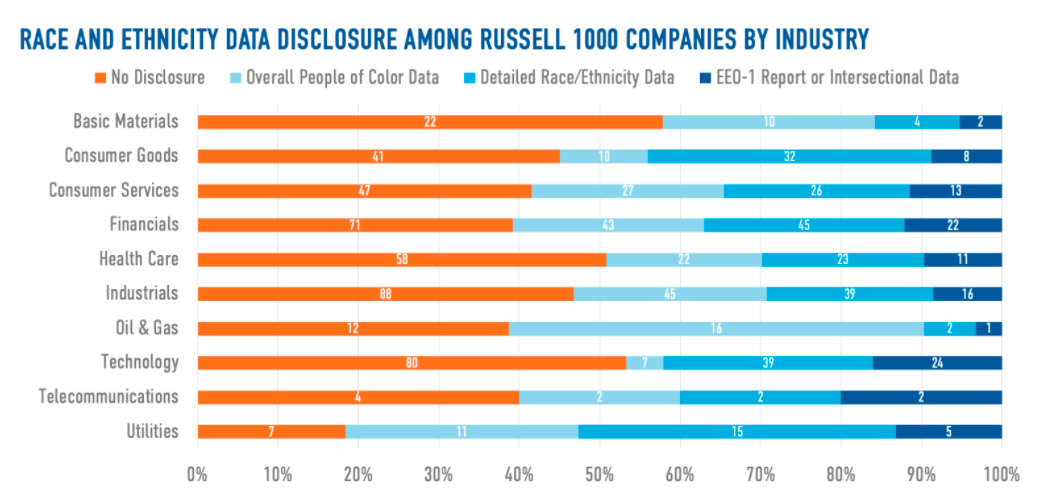 RACE AND ETHNICITY DATA DISCLOSURE AMONG RUSSELL 1000 COMPANIES BY INDUSTRY
No Disclosure Overall People of Color Data Detailed Race/Ethnicity Data EEO-1 Report or Intersectional Data
Basic Materials 22 10 4 2
Consumer Goods 41 10 32 8
Consumer Services 47 27 26 13
Financials 71 43 45 22
Health Care 58 22 23 11
Industrials 88 45 39 16
Oil & Gas 12 16 2 1
Technology 80 7 39 24
Telecommunications 4 2 2 2
Utilities 7 11 15 5
0% 10% 20% 30% 40% 50% 60% 70% 80% 90% 100%